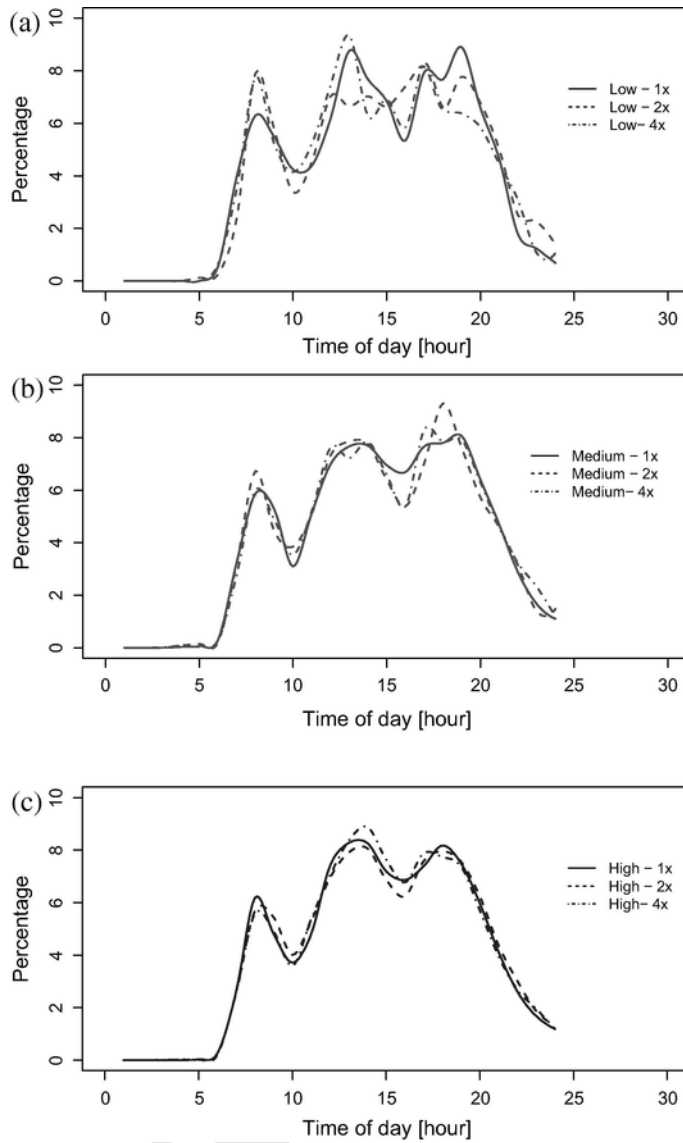 (a)
10
8
6
4
2
0
Percentage
Low − 1x
Low − 2x
Low− 4x
0 5 10 15 20 25 30
Time of day [hour]
(b)
10
8
6
4
2
0
Percentage
Medium − 1x
Medium − 2x
Medium− 4x
0 5 10 15 20 25 30
Time of day [hour]
(c)
10
8
6
4
2
0
Percentage
High − 1x
High − 2x
High− 4x
0 5 10 15 20 25 30
Time of day [hour]